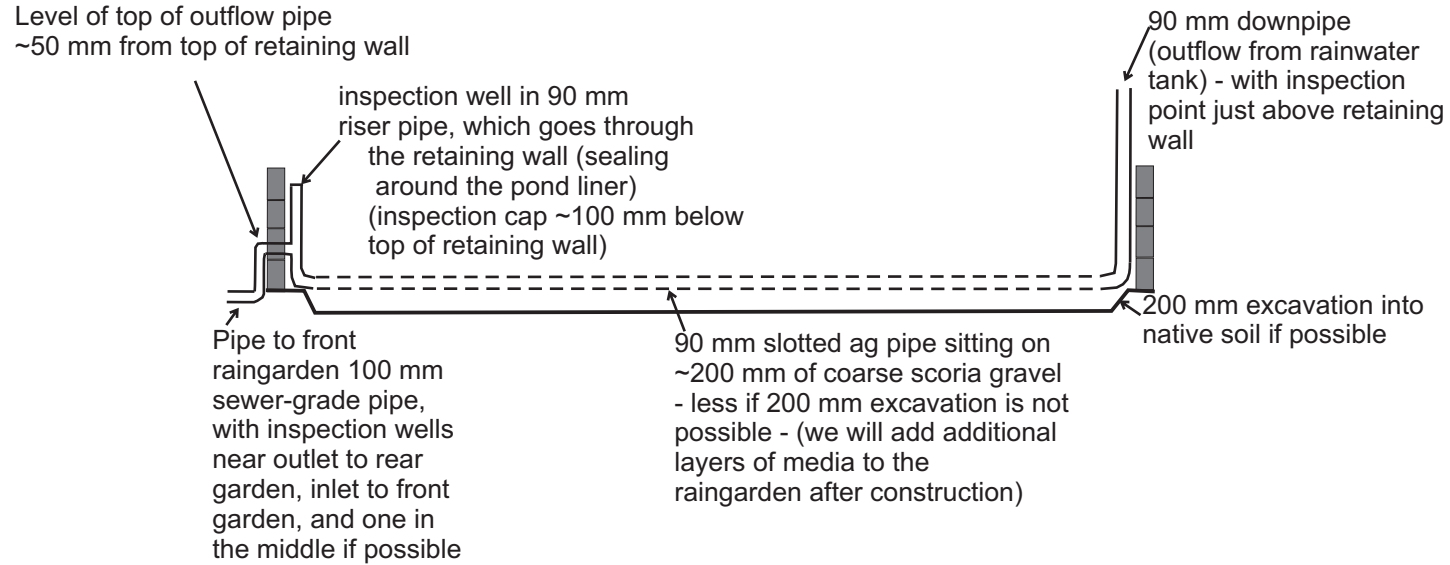 Level of top of outflow pipe
~50 mm from top of retaining wall
inspection well in 90 mm
riser pipe, which goes through
the retaining wall (sealing
around the pond liner)
(inspection cap ~100 mm below
top of retaining wall)
90 mm downpipe
(outflow from rainwater
tank) - with inspection
point just above retaining
wall
Pipe to front
raingarden 100 mm
sewer-grade pipe,
with inspection wells
near outlet to rear
garden, inlet to front
garden, and one in
the middle if possible
90 mm slotted ag pipe sitting on
~200 mm of coarse scoria gravel
- less if 200 mm excavation is not
possible - (we will add additional
layers of media to the
raingarden after construction)
200 mm excavation into
native soil if possible